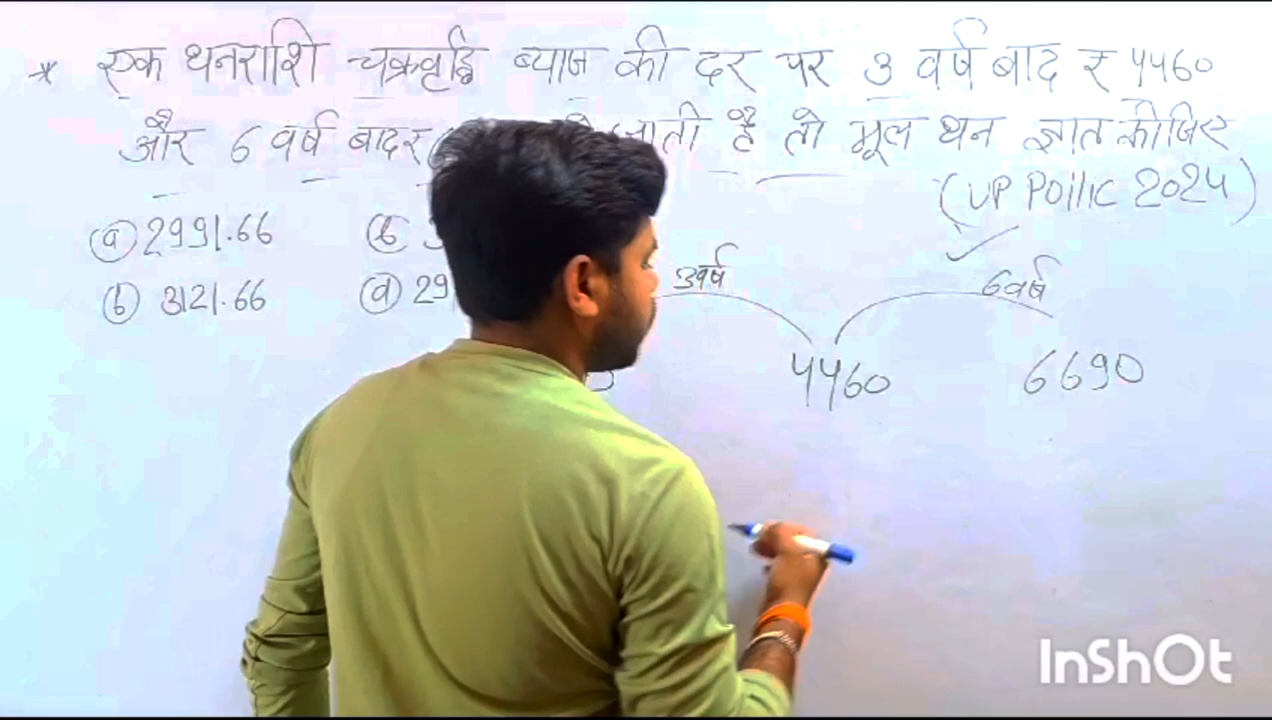 * एक धनराशि चक्रवृद्धि ब्याज की दर पर 3 वर्ष बाद ₹ 4460
और 6 वर्ष बाद ₹ जाती है तो मूल धन ज्ञात कीजिए
(UP Pollic 2024)
(a) 2991.66
(b) 3121.66
(d) 29
3वर्ष
6वर्ष
4460
6690
InShOt